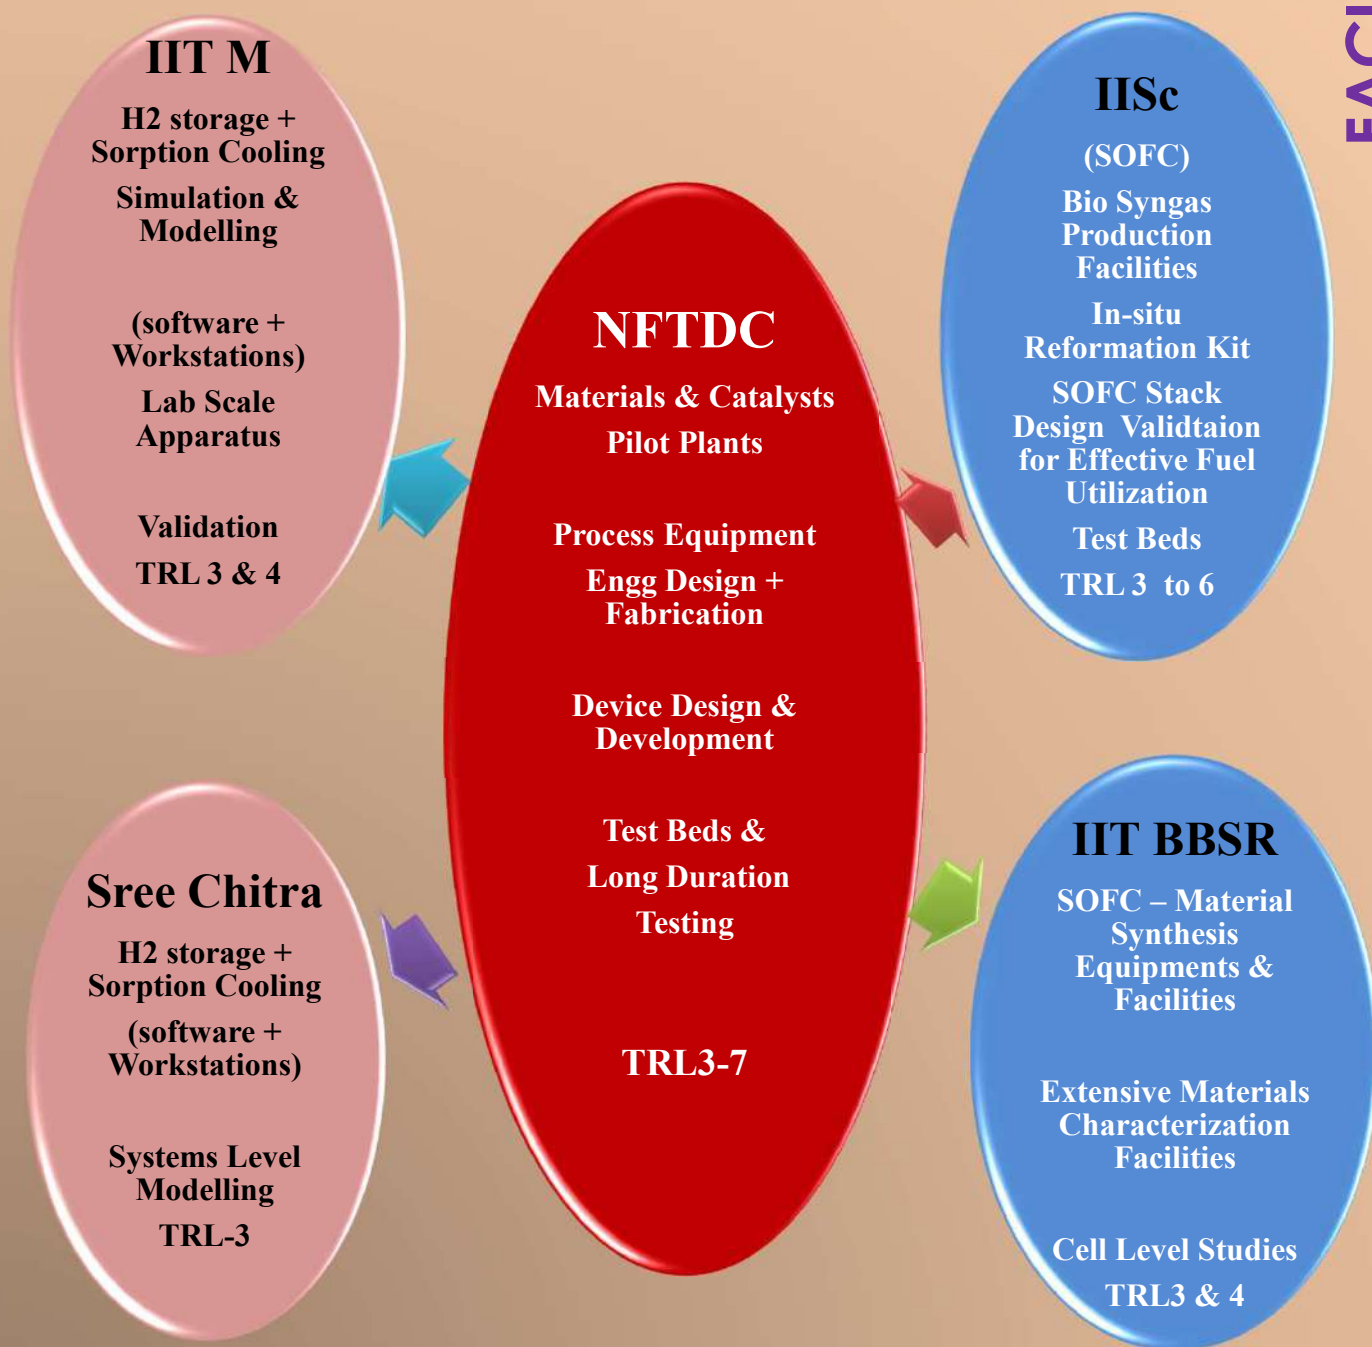 IIT M
H2 storage +
Sorption Cooling
Simulation &
Modelling
(software +
Workstations)
Lab Scale
Apparatus
Validation
TRL 3 & 4
Sree Chitra
H2 storage +
Sorption Cooling
(software +
Workstations)
Systems Level
Modelling
TRL-3
NFTDC
Materials & Catalysts
Pilot Plants
Process Equipment
Engg Design +
Fabrication
Device Design &
Development
Test Beds &
Long Duration
Testing
TRL3-7
IISc
(SOFC)
Bio Syngas
Production
Facilities
In-situ
Reformation Kit
SOFC Stack
Design Validtaion
for Effective Fuel
Utilization
Test Beds
TRL 3 to 6
IIT BBSR
SOFC – Material
Synthesis
Equipments &
Facilities
Extensive Materials
Characterization
Facilities
Cell Level Studies
TRL3 & 4